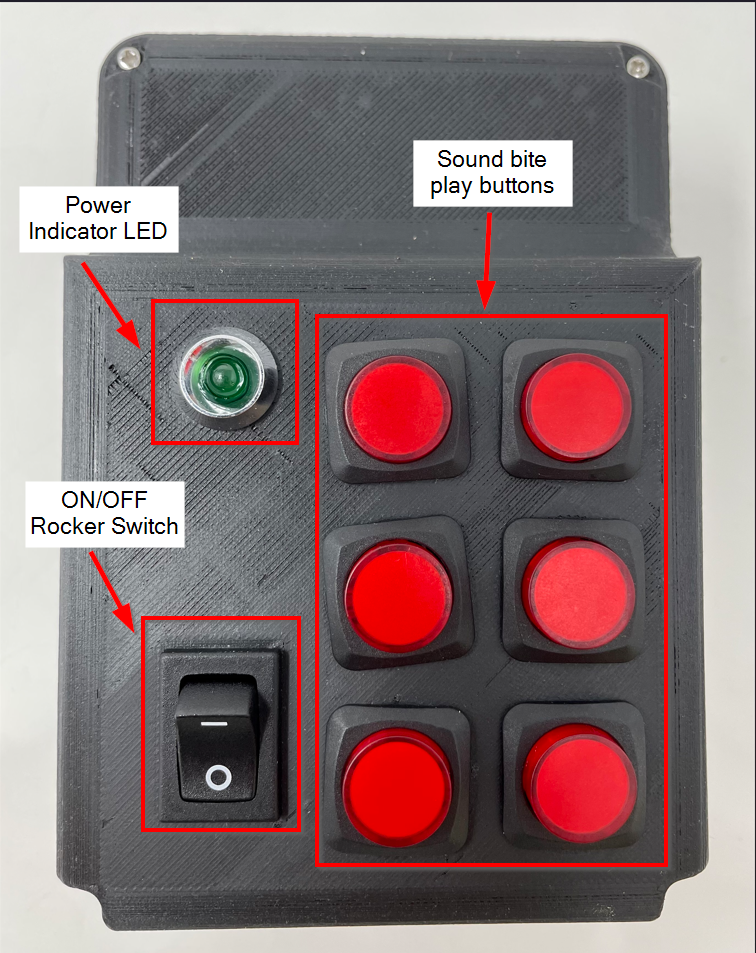 Sound bite
play buttons
Power
Indicator LED
ON/OFF
Rocker Switch